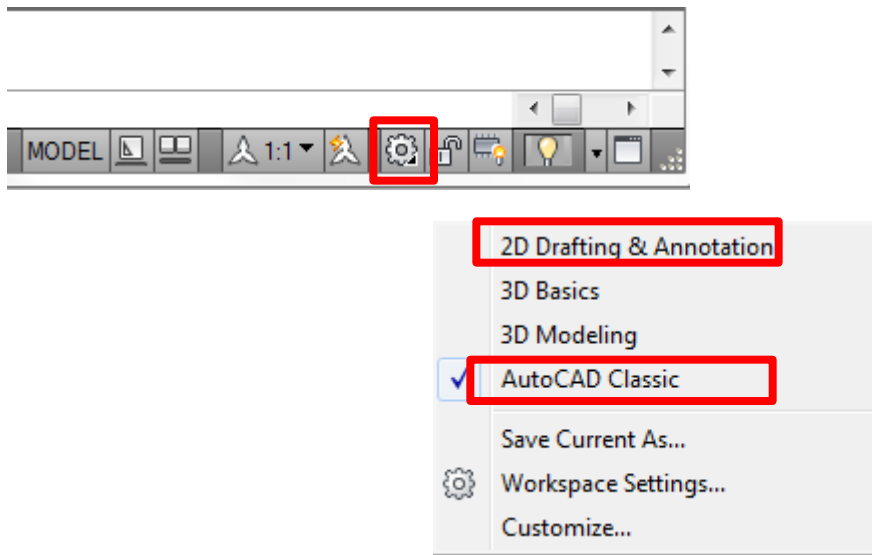 MODEL 1:1
2D Drafting & Annotation
3D Basics
3D Modeling
AutoCAD Classic
Save Current As...
Workspace Settings...
Customize...